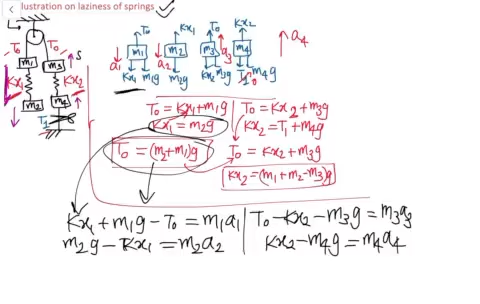 llustration on laziness of springs
T₀ Kx₂ T₀ Kx₂
T₀ T₀ S
m₁ m₃ m₁ m₂ m₃ m₄ a₄
a₁ a₂ a₃
Kx₁ Kx₂ Kx₁ m₁g m₂g Kx₂ m₃g T₁ m₄g
m₂ m₄
T₁
T₀ = Kx₁+m₁g T₀ = Kx₂+m₃g
Kx₁ = m₂g Kx₂ = T₁+m₄g
T₀ = (m₂+m₁)g T₀ = Kx₂+m₃g
Kx₂ = (m₁+m₂-m₃)g
Kx₁+m₁g-T₀ = m₁a₁ T₀-Kx₂-m₃g = m₃a₃
m₂g-Kx₁ = m₂a₂ Kx₂-m₄g = m₄a₄